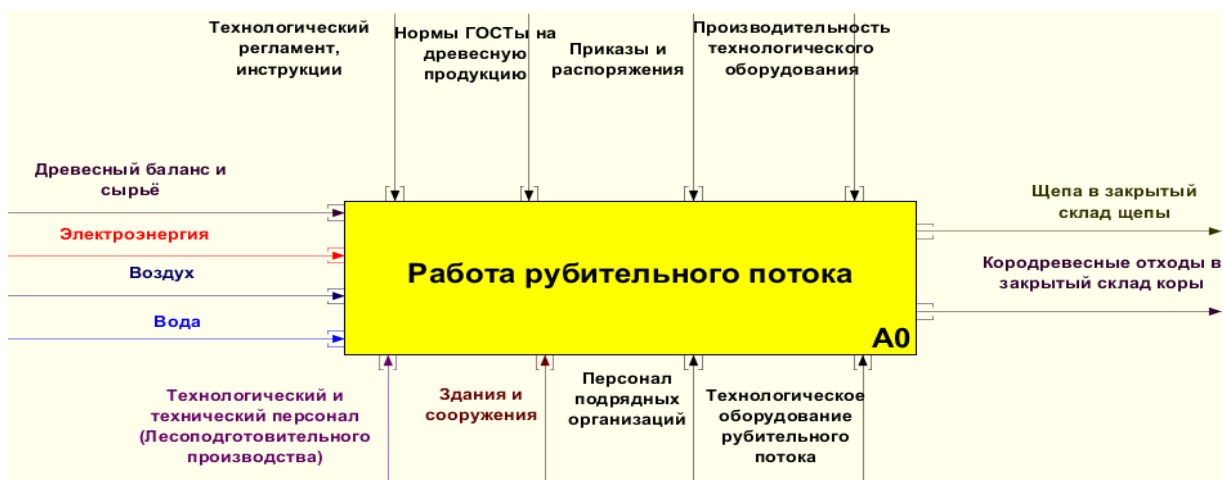 Технологический
регламент,
инструкции
Нормы ГОСТы на
древесную
продукцию
Приказы и
распоряжения
Производительность
технологического
оборудования
Древесный баланс и
сырьё
Электроэнергия
Воздух
Вода
Работа рубительного потока
A0
Щепа в закрытый
склад щепы
Кородревесные отходы в
закрытый склад коры
Технологический и
технический персонал
(Лесоподготовительного
производства)
Здания и
сооружения
Персонал
подрядных
организаций
Технологическое
оборудование
рубительного
потока